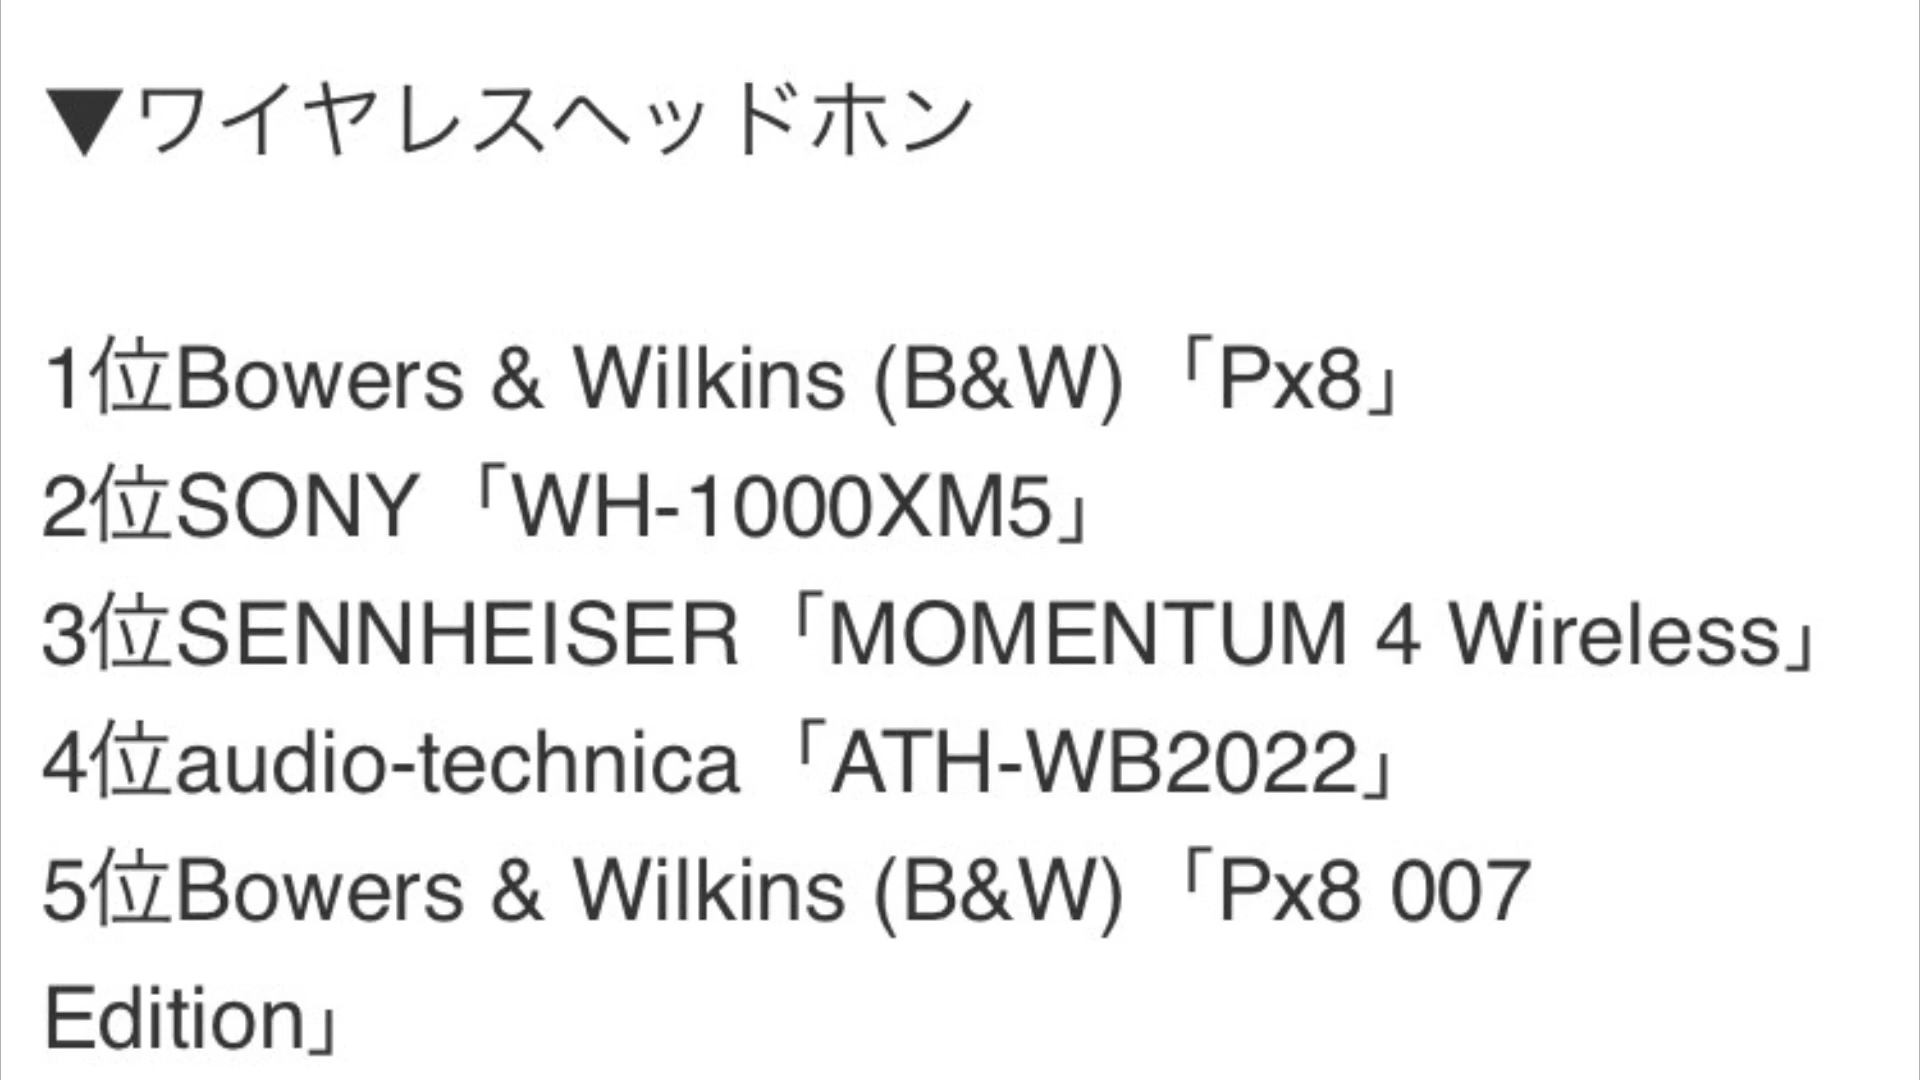 ▼ワイヤレスヘッドホン
1位Bowers & Wilkins (B&W) 「Px8」
2位SONY 「WH-1000XM5」
3位SENNHEISER 「MOMENTUM 4 Wireless」
4位audio-technica 「ATH-WB2022」
5位Bowers & Wilkins (B&W) 「Px8 007
Edition」